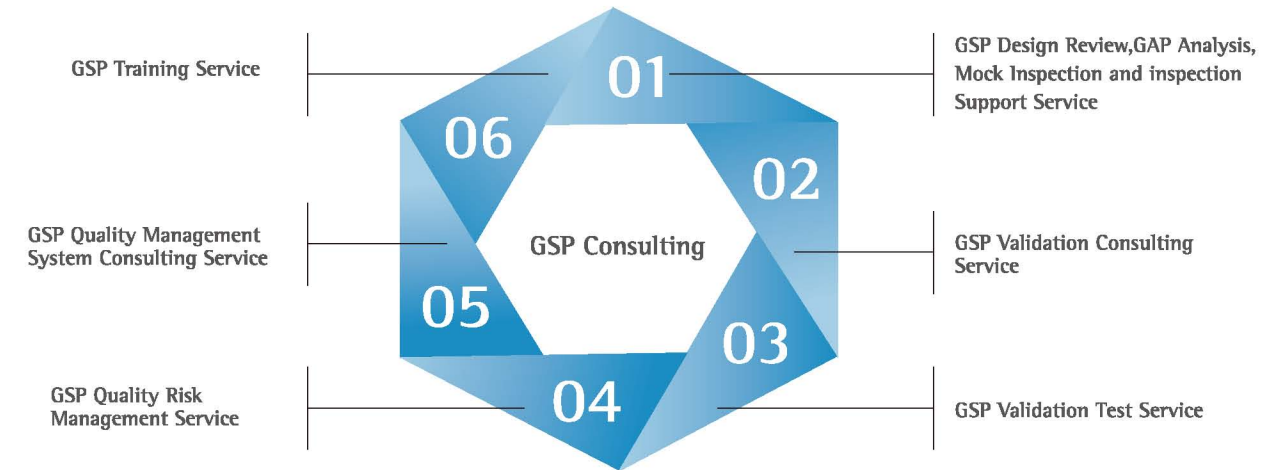 01
GSP Design Review,GAP Analysis,
Mock Inspection and inspection
Support Service
02
GSP Validation Consulting
Service
03
GSP Validation Test Service
04
GSP Quality Risk
Management Service
05
GSP Quality Management
System Consulting Service
06
GSP Training Service
GSP Consulting